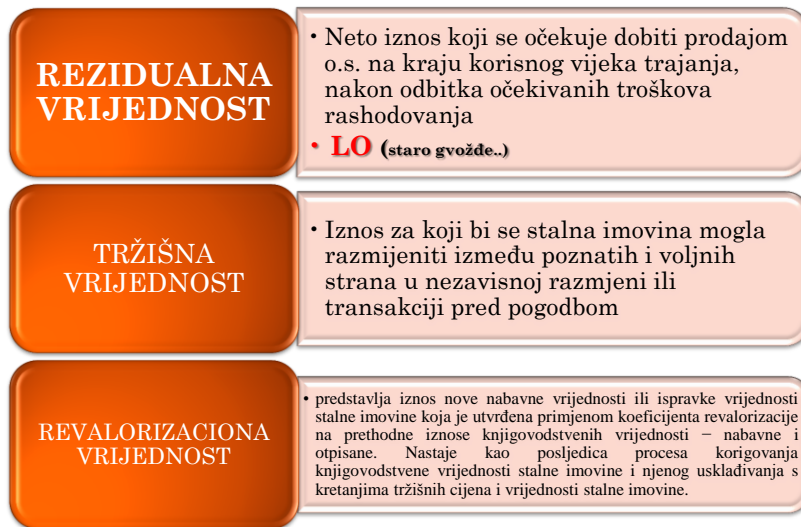 REZIDUALNA
VRIJEDNOST
• Neto iznos koji se očekuje dobiti prodajom
o.s. na kraju korisnog vijeka trajanja,
nakon odbitka očekivanih troškova
rashodovanja
• LO (staro gvožđe..)
TRŽIŠNA
VRIJEDNOST
• Iznos za koji bi se stalna imovina mogla
razmijeniti između poznatih i voljnih
strana u nezavisnoj razmjeni ili
transakciji pred pogodbom
REVALORIZACIONA
VRIJEDNOST
• predstavlja iznos nove nabavne vrijednosti ili ispravke vrijednosti
stalne imovine koja je utvrđena primjenom koeficijenta revalorizacije
na prethodne iznose knjigovodstvenih vrijednosti − nabavne i
otpisane. Nastaje kao posljedica procesa korigovanja
knjigovodstvene vrijednosti stalne imovine i njenog usklađivanja s
kretanjima tržišnih cijena i vrijednosti stalne imovine.